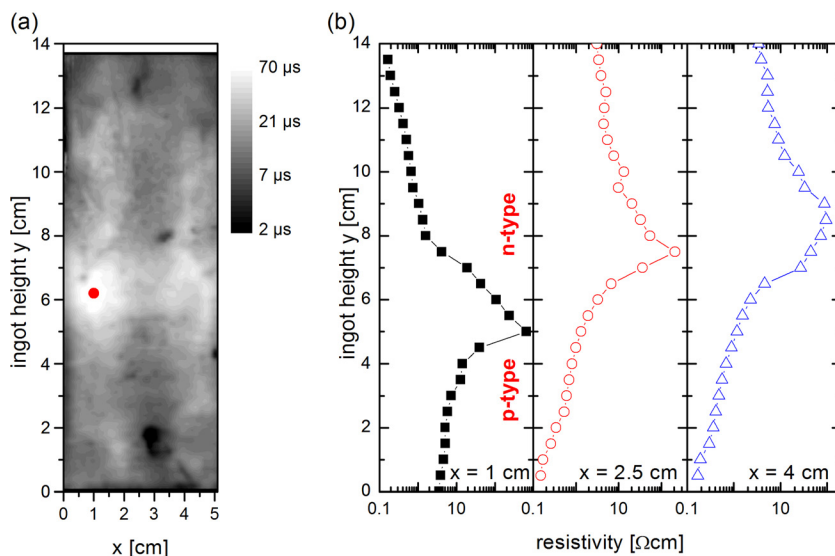 (a)
14
12
10
8
6
4
2
0
ingot height y [cm]
0 1 2 3 4 5
x [cm]
70 µs
21 µs
7 µs
2 µs
(b)
14
12
10
8
6
4
2
0
ingot height y [cm]
n-type
p-type
x = 1 cm
x = 2.5 cm
x = 4 cm
0.1 10 0.1 10 0.1 10
resistivity [Ωcm]